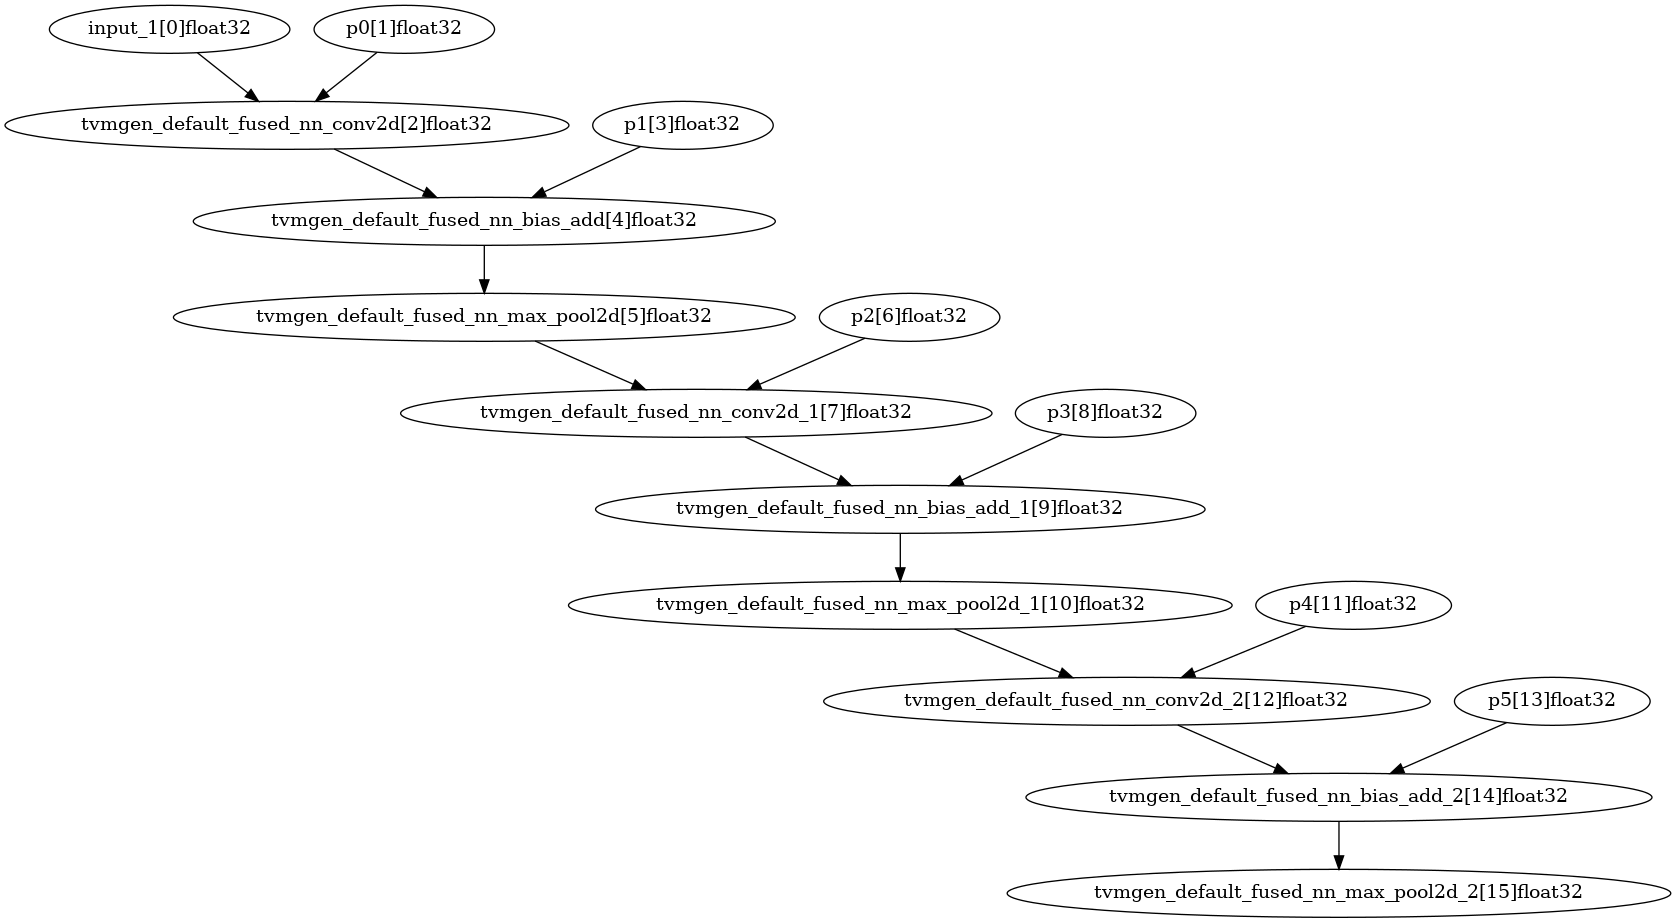 input_1[0]float32
p0[1]float32
tvmgen_default_fused_nn_conv2d[2]float32
p1[3]float32
tvmgen_default_fused_nn_bias_add[4]float32
tvmgen_default_fused_nn_max_pool2d[5]float32
p2[6]float32
tvmgen_default_fused_nn_conv2d_1[7]float32
p3[8]float32
tvmgen_default_fused_nn_bias_add_1[9]float32
tvmgen_default_fused_nn_max_pool2d_1[10]float32
p4[11]float32
tvmgen_default_fused_nn_conv2d_2[12]float32
p5[13]float32
tvmgen_default_fused_nn_bias_add_2[14]float32
tvmgen_default_fused_nn_max_pool2d_2[15]float32